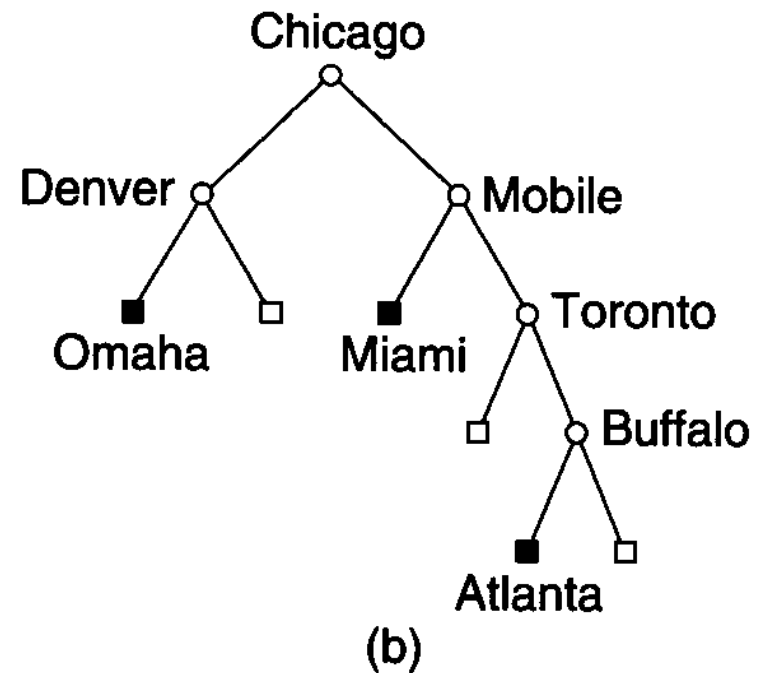 Chicago
Denver
Mobile
Omaha
Miami
Toronto
Buffalo
Atlanta
(b)